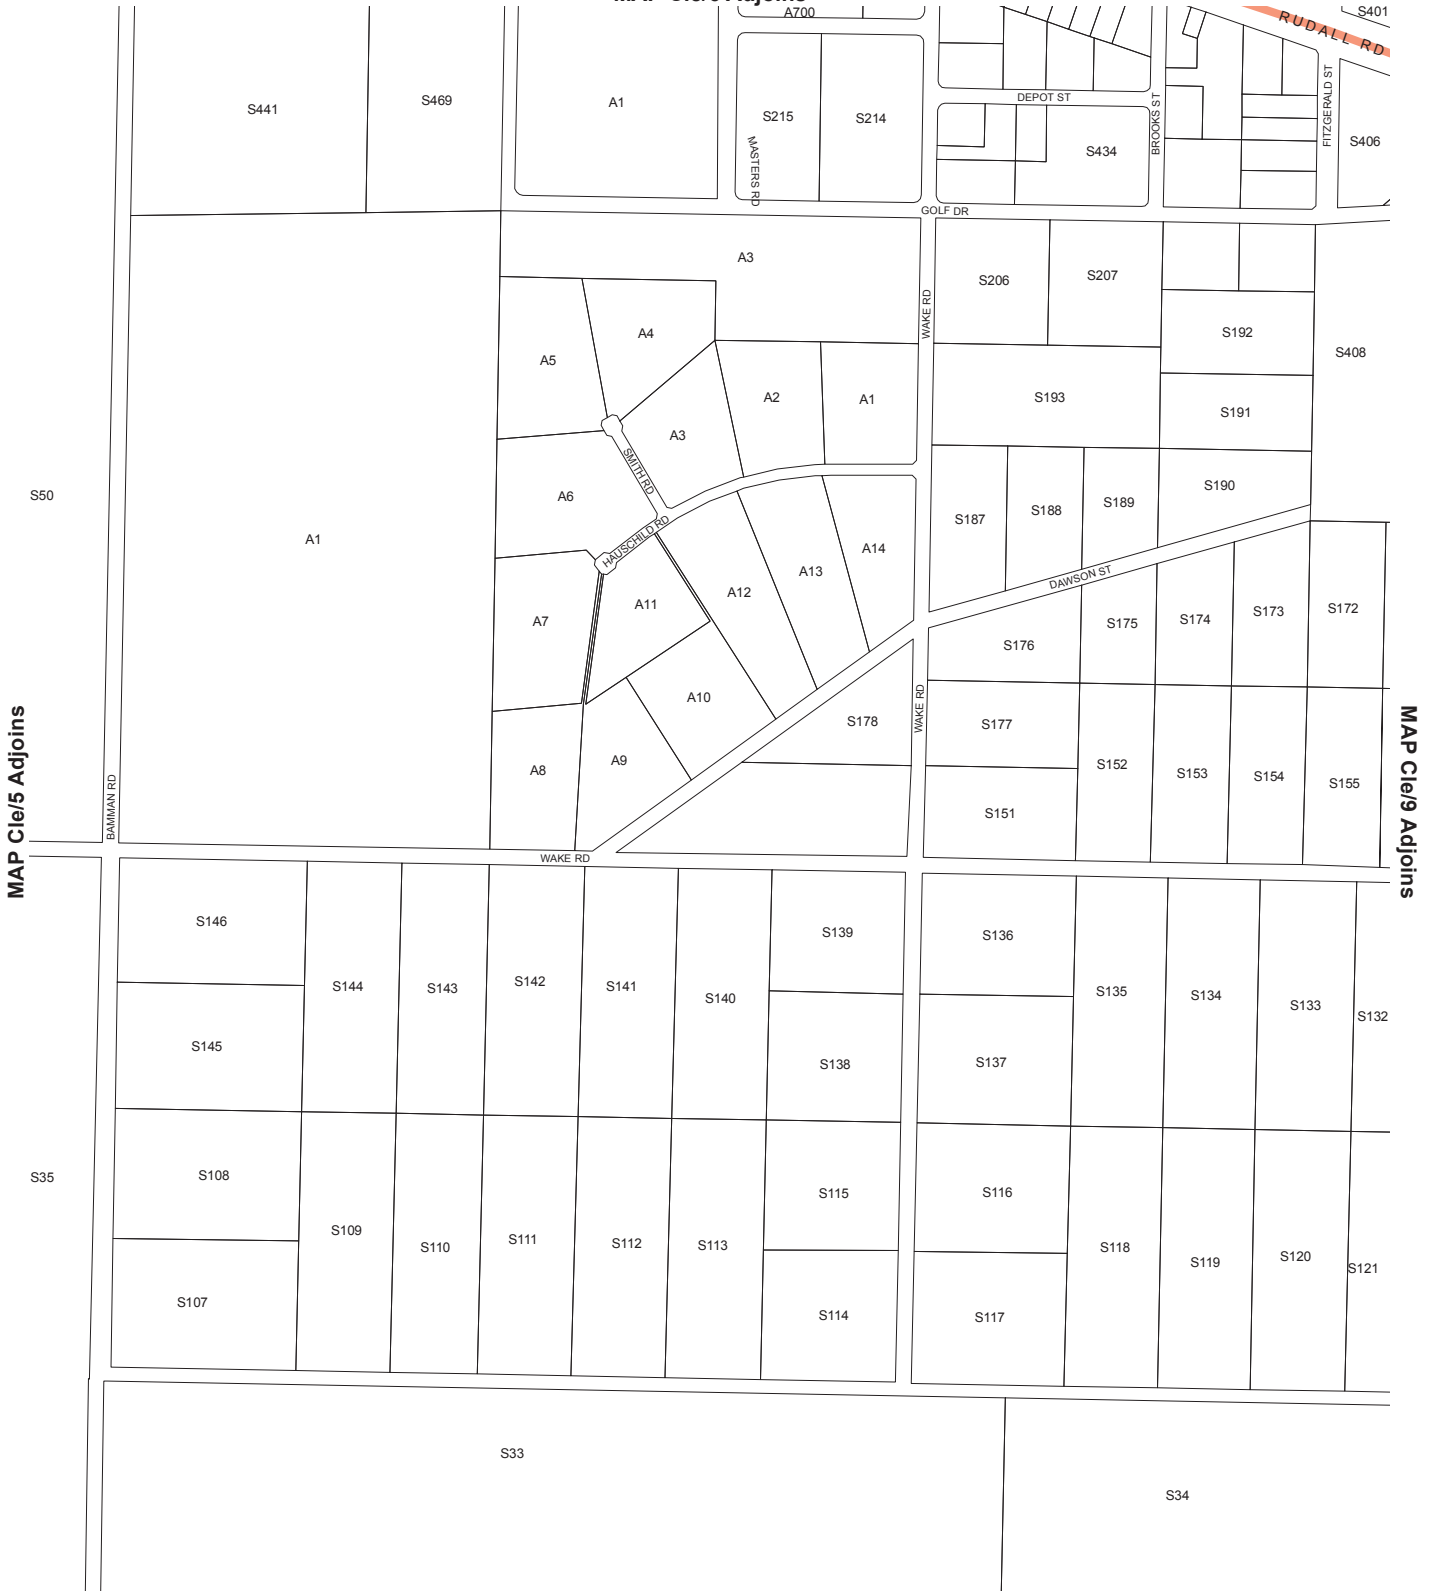 A700
S401
RUDALL RD
S441
S469
A1
S215
S214
DEPOT ST
BROOKS ST
FITZGERALD ST
S434
S406
MASTERS RD
GOLF DR
A3
S206
S207
WAKE RD
A4
A5
S192
S408
A2
A1
S193
S191
A3
SMITH RD
S50
A6
S190
S187
S188
S189
HAUSCHILD RD
A1
A14
A13
A12
A11
DAWSON ST
A7
S176
S175
S174
S173
S172
A10
S178
WAKE RD
S177
A8
A9
S152
S153
S154
S155
S151
BAMMAN RD
MAP Cle/5 Adjoins
MAP Cle/9 Adjoins
WAKE RD
S146
S139
S136
S144
S143
S142
S141
S140
S135
S134
S133
S132
S145
S138
S137
S35
S108
S115
S116
S109
S110
S111
S112
S113
S118
S119
S120
S121
S107
S114
S117
S33
S34